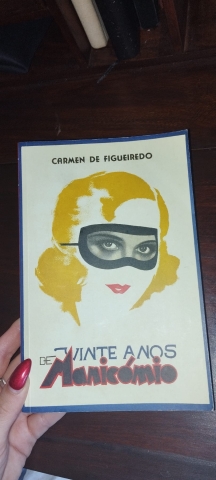 CARMEN DE FIGUEIREDO
VINTE ANOS
DE Manicómio